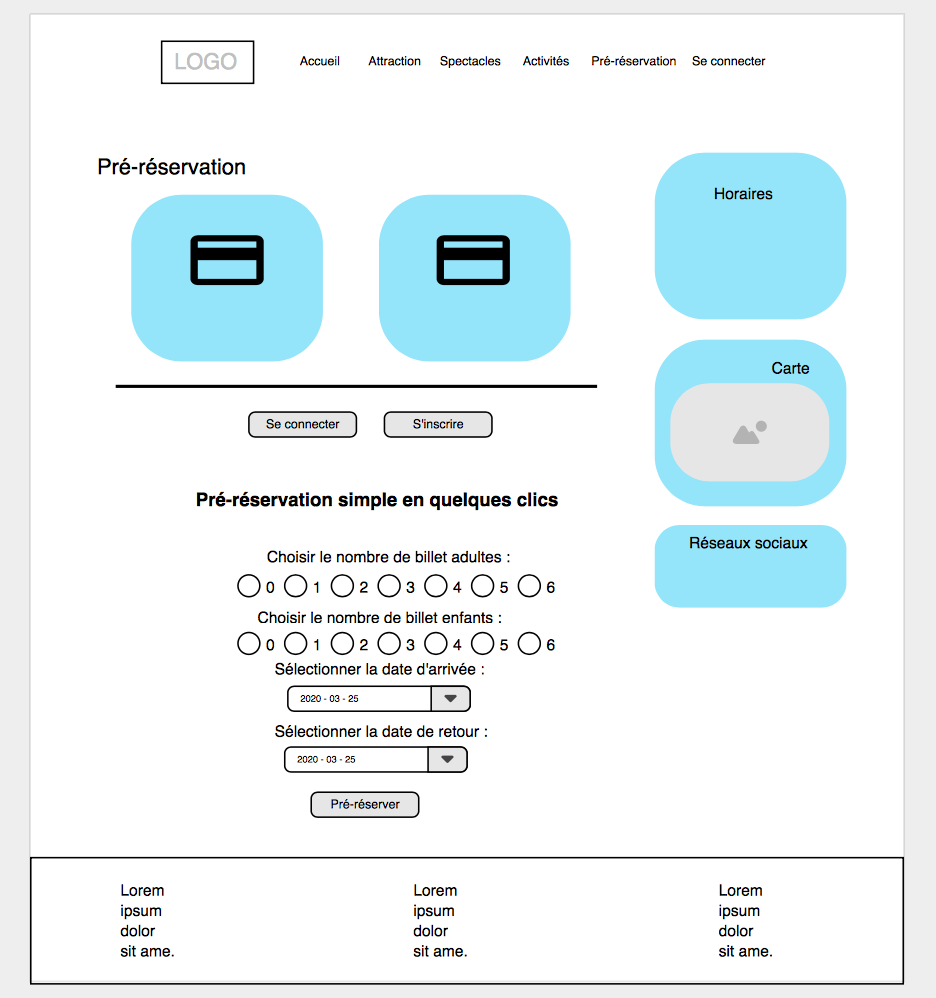 LOGO
Accueil Attraction Spectacles Activités Pré-réservation Se connecter
Pré-réservation
Horaires
Carte
Se connecter S'inscrire
Pré-réservation simple en quelques clics
Réseaux sociaux
Choisir le nombre de billet adultes :
0 1 2 3 4 5 6
Choisir le nombre de billet enfants :
0 1 2 3 4 5 6
Sélectionner la date d'arrivée :
2020 - 03 - 25
Sélectionner la date de retour :
2020 - 03 - 25
Pré-réserver
Lorem
ipsum
dolor
sit ame.
Lorem
ipsum
dolor
sit ame.
Lorem
ipsum
dolor
sit ame.